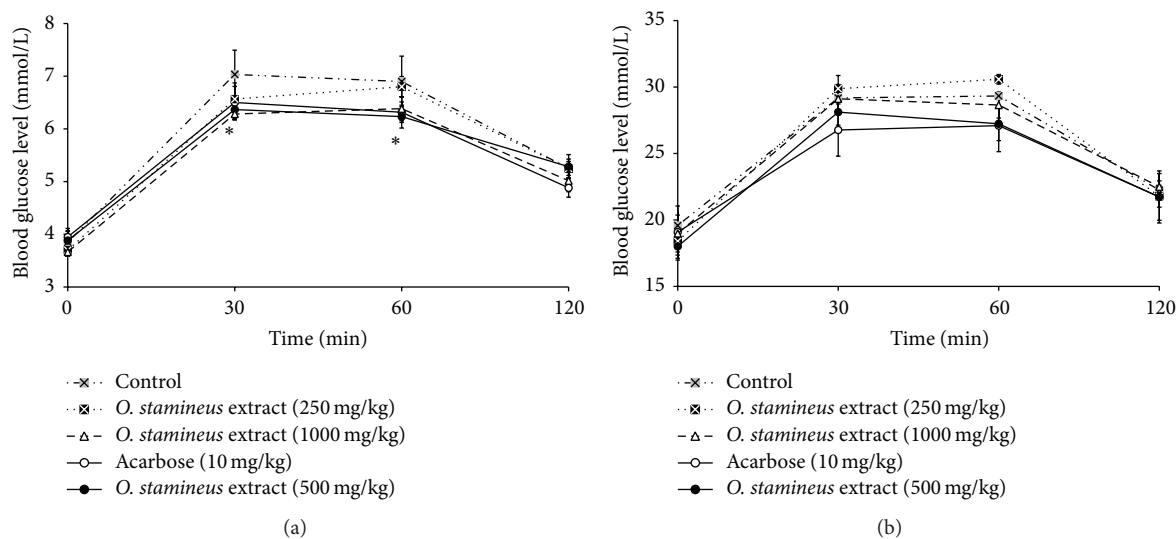 Blood glucose level (mmol/L)
8
7
6
5
4
3
*
*
0
30
60
120
Time (min)
Control
O. stamineus extract (250 mg/kg)
O. stamineus extract (1000 mg/kg)
Acarbose (10 mg/kg)
O. stamineus extract (500 mg/kg)
(a)
Blood glucose level (mmol/L)
35
30
25
20
15
0
30
60
120
Time (min)
Control
O. stamineus extract (250 mg/kg)
O. stamineus extract (1000 mg/kg)
Acarbose (10 mg/kg)
O. stamineus extract (500 mg/kg)
(b)